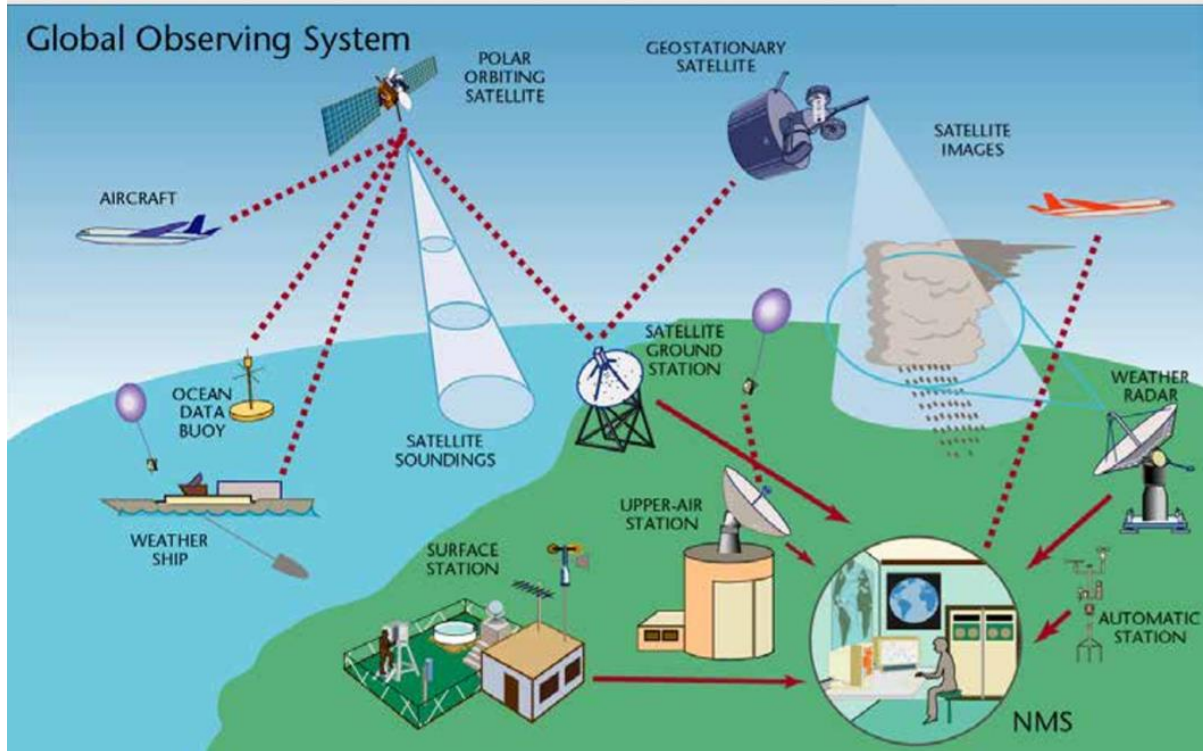 Global Observing System
POLAR
ORBITING
SATELLITE
GEOSTATIONARY
SATELLITE
SATELLITE
IMAGES
AIRCRAFT
OCEAN
DATA
BUOY
SATELLITE
SOUNDINGS
SATELLITE
GROUND
STATION
WEATHER
RADAR
WEATHER
SHIP
UPPER-AIR
STATION
SURFACE
STATION
AUTOMATIC
STATION
NMS